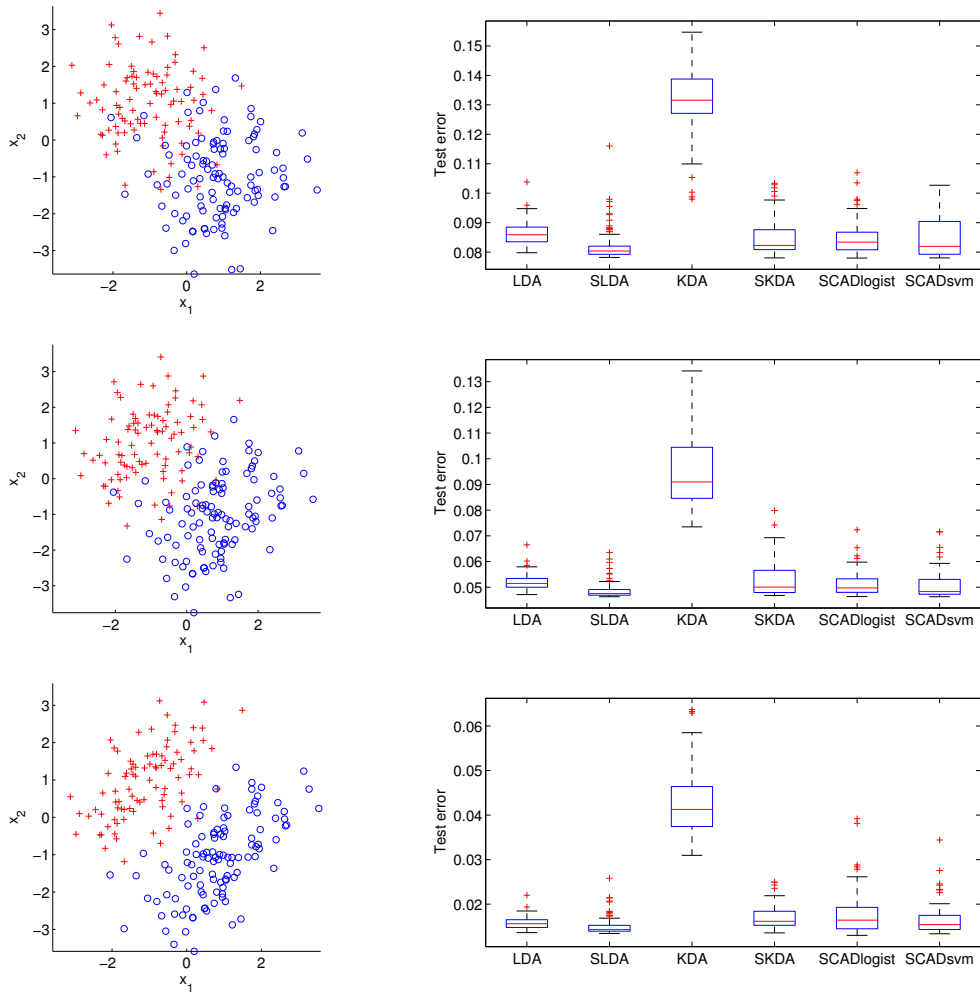 3
2
1
0
−1
−2
−3
x2
−2 0 2
x1
0.15
0.14
0.13
0.12
0.11
0.1
0.09
0.08
Test error
LDA SLDA KDA SKDA SCADlogist SCADsvm
3
2
1
0
−1
−2
−3
x2
−2 0 2
x1
0.13
0.12
0.11
0.1
0.09
0.08
0.07
0.06
0.05
Test error
LDA SLDA KDA SKDA SCADlogist SCADsvm
3
2
1
0
−1
−2
−3
x2
−2 0 2
x1
0.06
0.05
0.04
0.03
0.02
Test error
LDA SLDA KDA SKDA SCADlogist SCADsvm